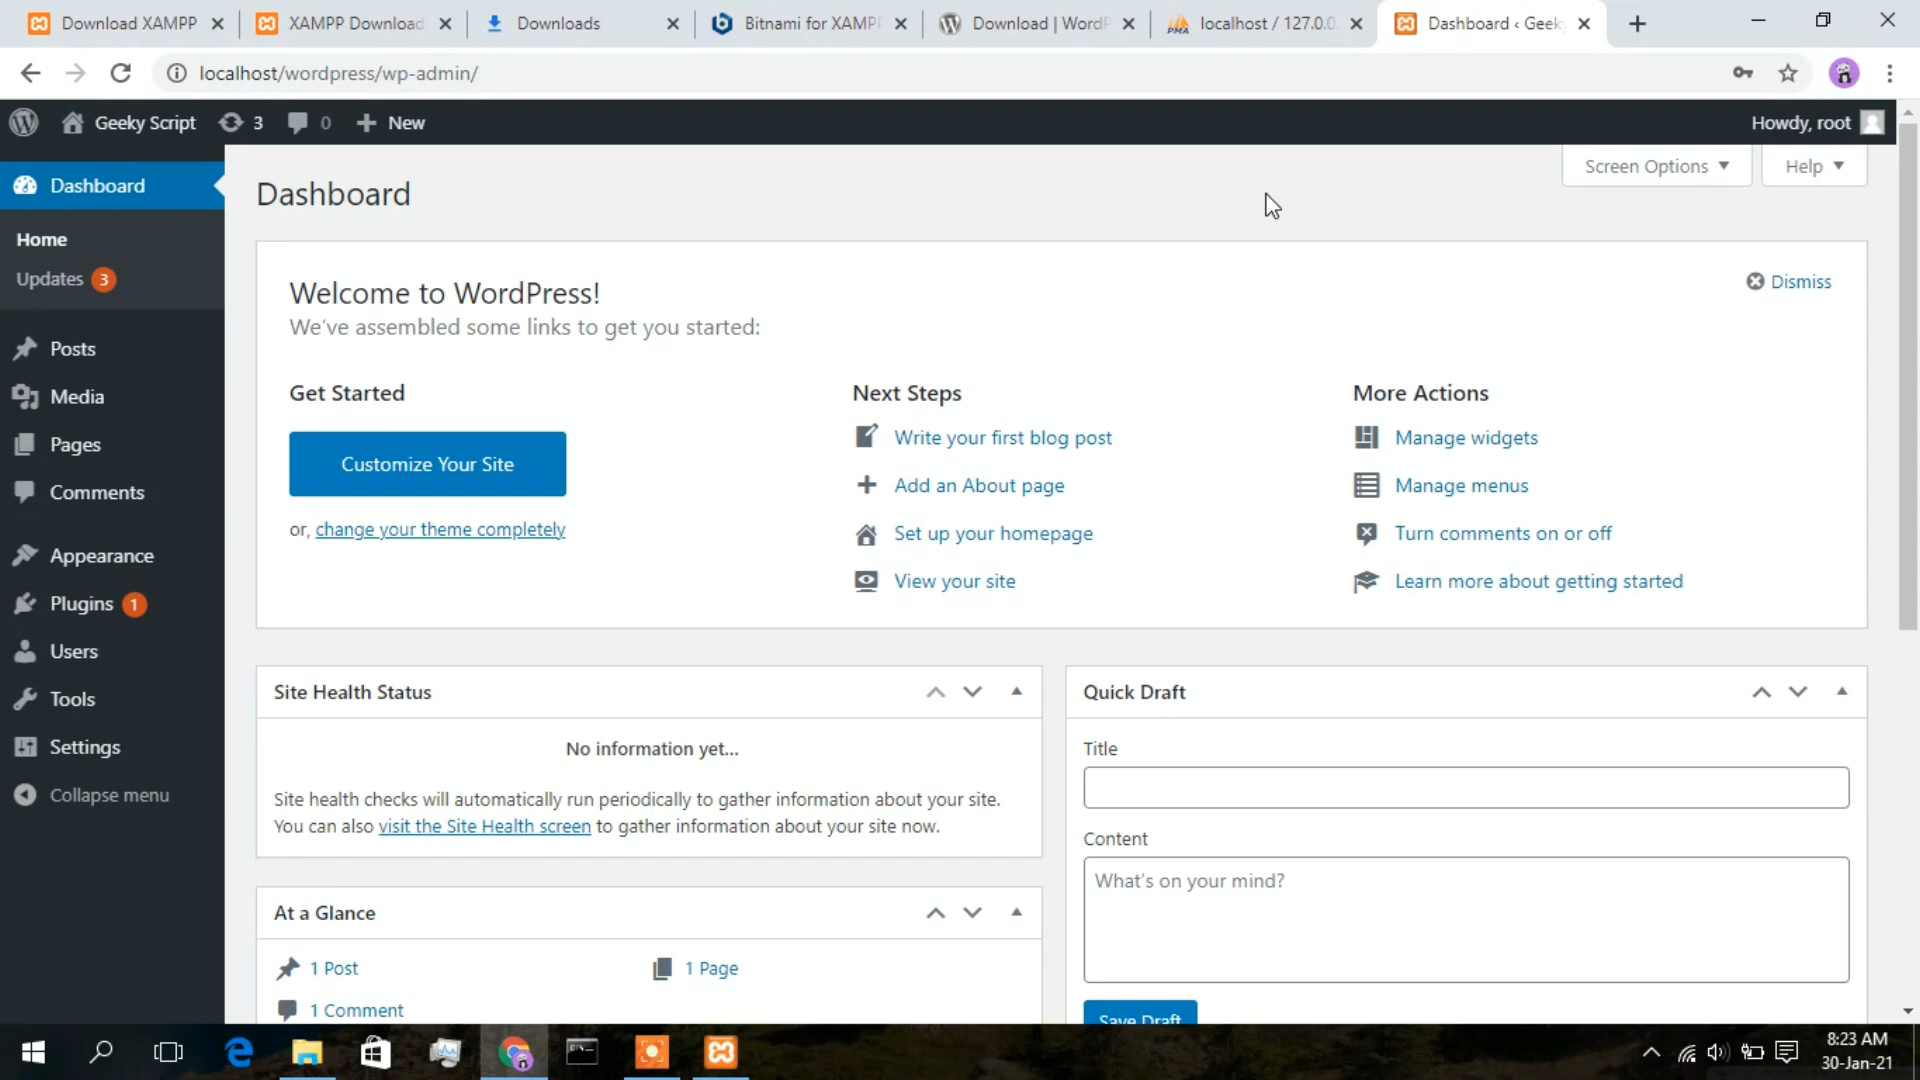 Download XAMPP
XAMPP Download
Downloads
Bitnami for XAMPP
Download | WordP
localhost / 127.0.0.
Dashboard ‹ Geeky
localhost/wordpress/wp-admin/
Geeky Script
3
0
New
Howdy, root
Screen Options
Help
Dashboard
Home
Updates 3
Posts
Media
Pages
Comments
Appearance
Plugins 1
Users
Tools
Settings
Collapse menu
Dashboard
Welcome to WordPress!
We've assembled some links to get you started:
Dismiss
Get Started
Customize Your Site
or, change your theme completely
Next Steps
Write your first blog post
Add an About page
Set up your homepage
View your site
More Actions
Manage widgets
Manage menus
Turn comments on or off
Learn more about getting started
Site Health Status
No information yet...
Site health checks will automatically run periodically to gather information about your site.
You can also visit the Site Health screen to gather information about your site now.
At a Glance
1 Post
1 Page
1 Comment
Quick Draft
Title
Content
What's on your mind?
Save Draft
8:23 AM
30-Jan-21